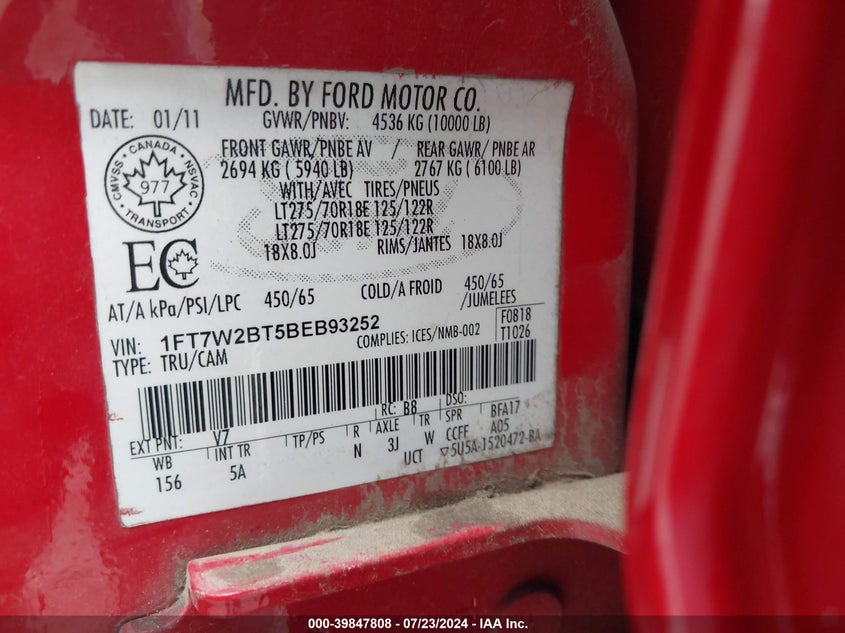 MFD. BY FORD MOTOR CO.
DATE: 01/11 GVWR/PNBV: 4536 KG (10000 LB)
FRONT GAWR/PNBE AV / REAR GAWR/ PNBE AR
2694 KG ( 5940 LB) 2767 KG ( 6100 LB)
WITH/AVEC TIRES/PNEUS
LT275/70R18E 125/122R
LT275/70R18E 125/122R
18X8.0J RIMS/JANTES 18X8.0J
CMVSS - CANADA - NSVAC
977
TRANSPORT
EC
AT/A kPa/PSI/LPC 450/65 COLD/A FROID 450/65
/JUMELEES
VIN: 1FT7W2BT5BEB93252 COMPLIES: ICES/NMB-002
F0818
T1026
TYPE: TRU/CAM
EXT PNT: V7 RC: B8 DSO:
WB INT TR TP/PS R AXLE TR SPR BFA17
156 5A N 3J W CCFF A05
UCT ▽5U5A-1520472-BA
000-39847808 - 07/23/2024 - IAAI.com